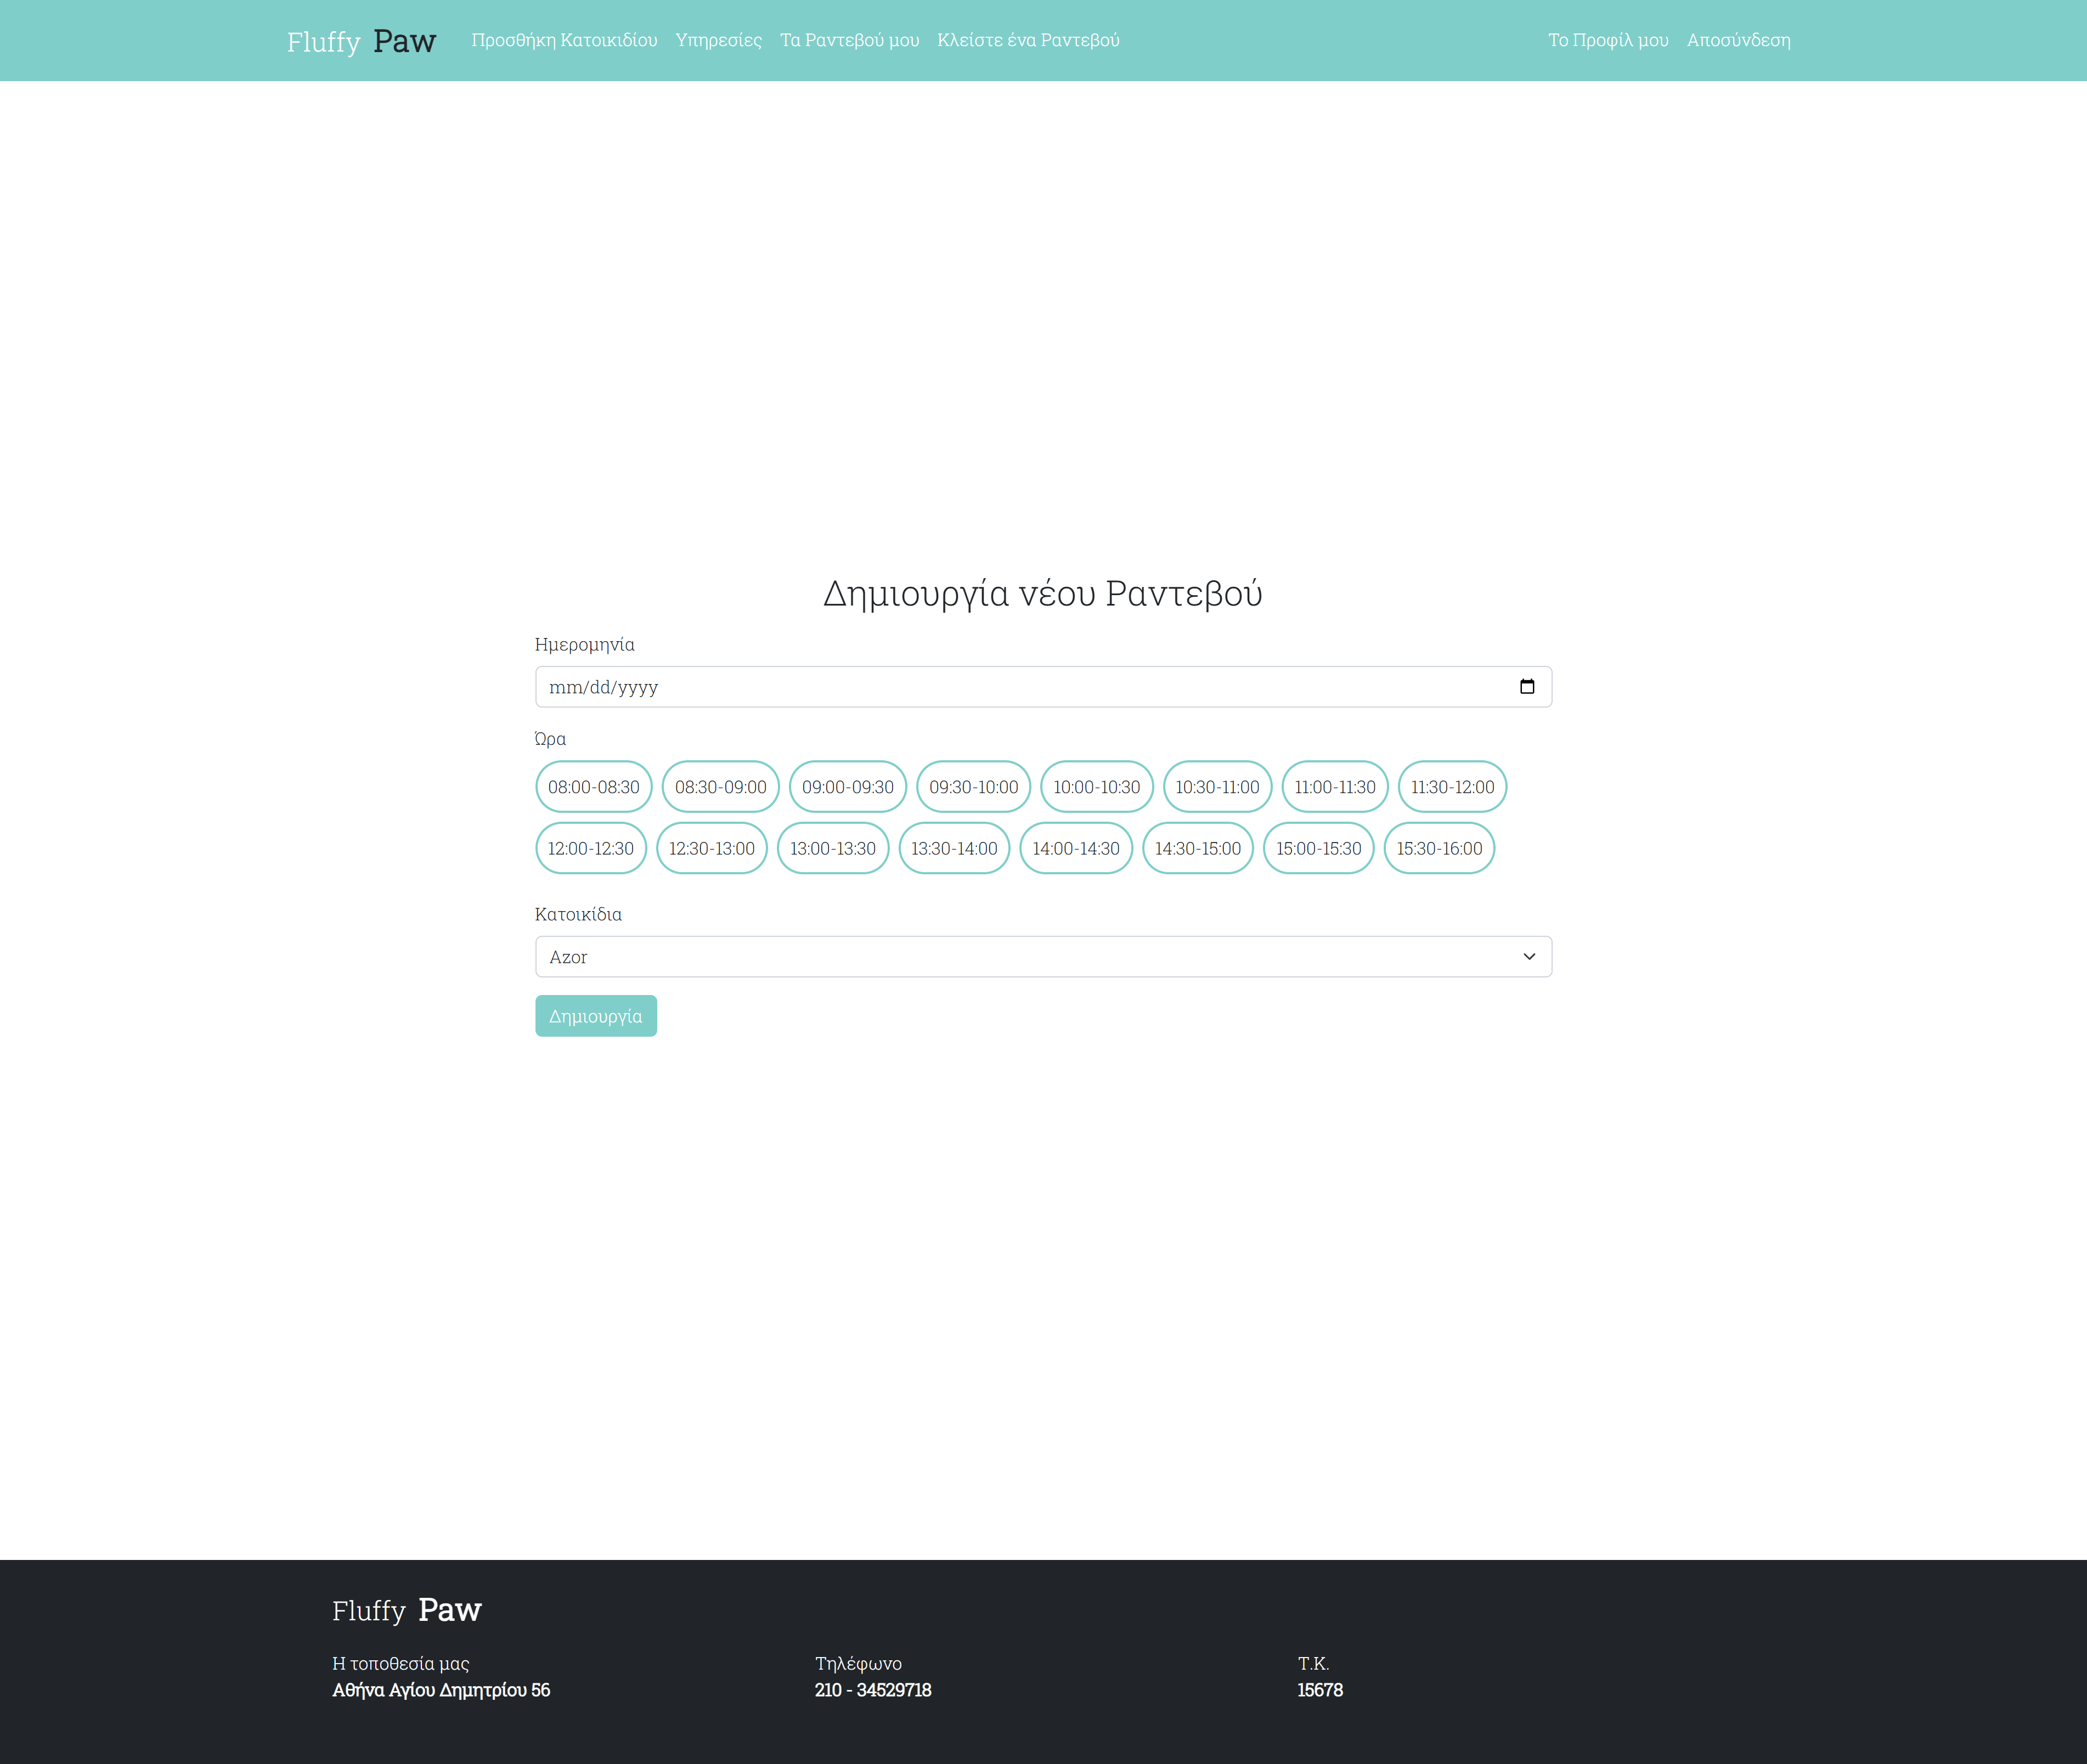 Fluffy Paw Προσθήκη Κατοικιδίου Υπηρεσίες Τα Ραντεβού μου Κλείστε ένα Ραντεβού Το Προφίλ μου Αποσύνδεση
Δημιουργία νέου Ραντεβού
Ημερομηνία
mm/dd/yyyy
Ώρα
08:00-08:30 08:30-09:00 09:00-09:30 09:30-10:00 10:00-10:30 10:30-11:00 11:00-11:30 11:30-12:00
12:00-12:30 12:30-13:00 13:00-13:30 13:30-14:00 14:00-14:30 14:30-15:00 15:00-15:30 15:30-16:00
Κατοικίδια
Azor
Δημιουργία
Fluffy Paw
Η τοποθεσία μας Τηλέφωνο Τ.Κ.
Αθήνα Αγίου Δημητρίου 56 210 - 34529718 15678